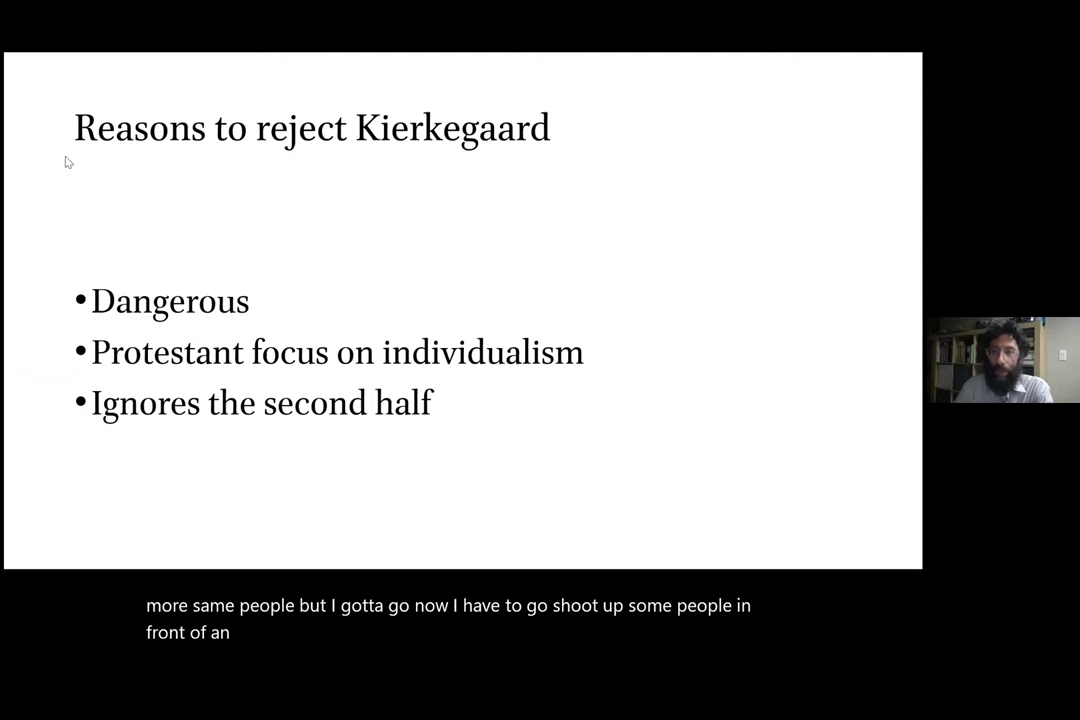 Reasons to reject Kierkegaard
•Dangerous
•Protestant focus on individualism
•Ignores the second half
more same people but I gotta go now I have to go shoot up some people in
front of an